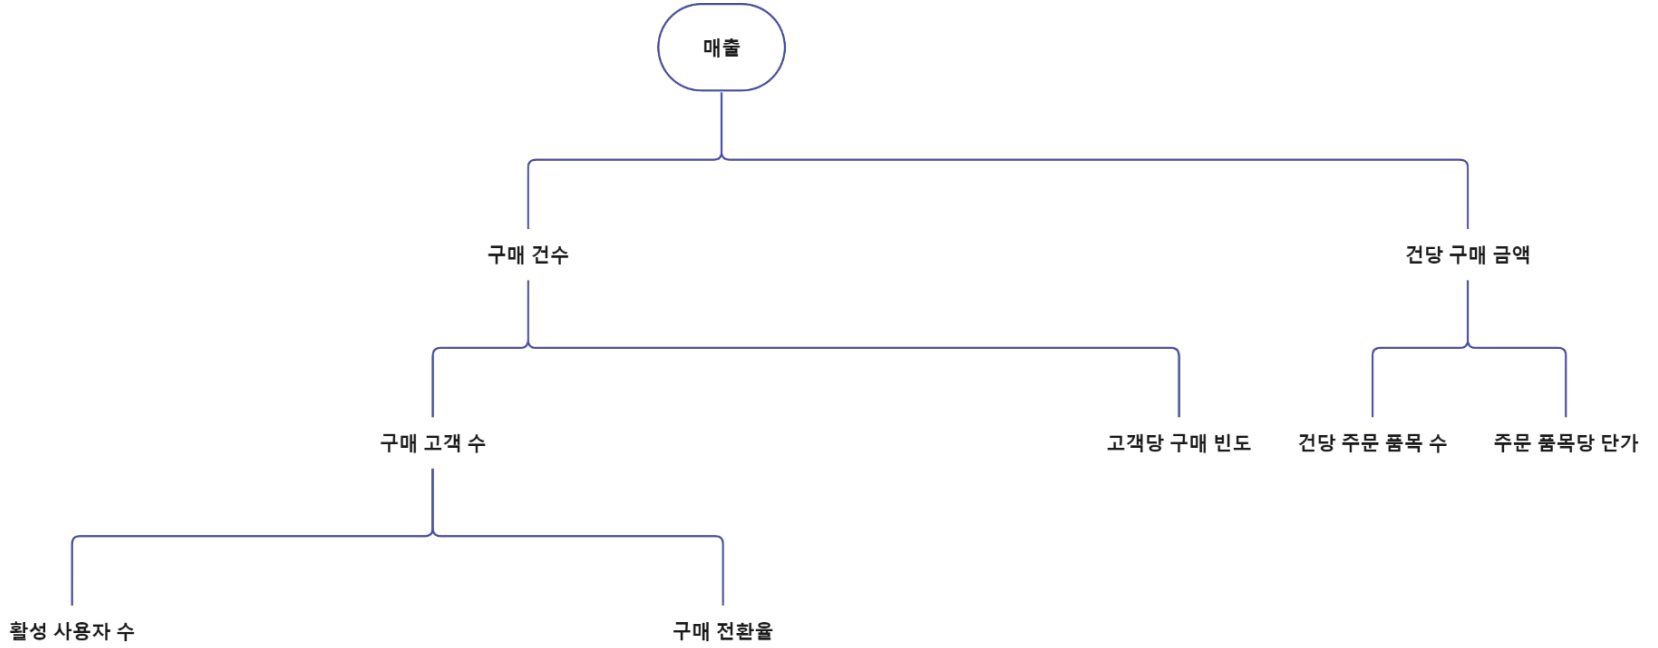 매출
구매 건수
건당 구매 금액
구매 고객 수
고객당 구매 빈도
건당 주문 품목 수
주문 품목당 단가
활성 사용자 수
구매 전환율